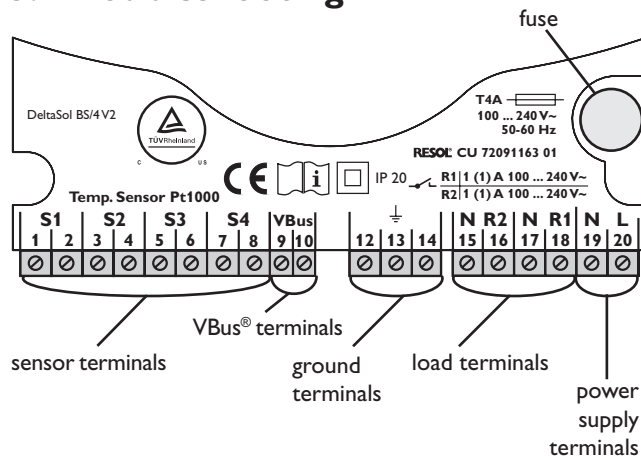 fuse
T4A
100 ... 240 V~
50-60 Hz
DeltaSol BS/4 V2
TÜVRheinland
C US
RESOL® CU 72091163 01
CE
i
IP 20
R1 1 (1) A 100 ... 240 V~
R2 1 (1) A 100 ... 240 V~
Temp. Sensor Pt1000
S1 S2 S3 S4 VBus N R2 N R1 N L
1 2 3 4 5 6 7 8 9 10 12 13 14 15 16 17 18 19 20
VBus® terminals
sensor terminals
ground
terminals
load terminals
power
supply
terminals